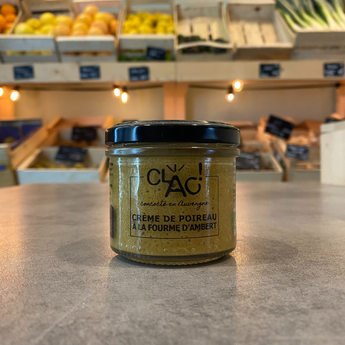 CLAC!
concocté en Auvergne
CRÈME DE POIREAU
À LA FOURME D'AMBERT